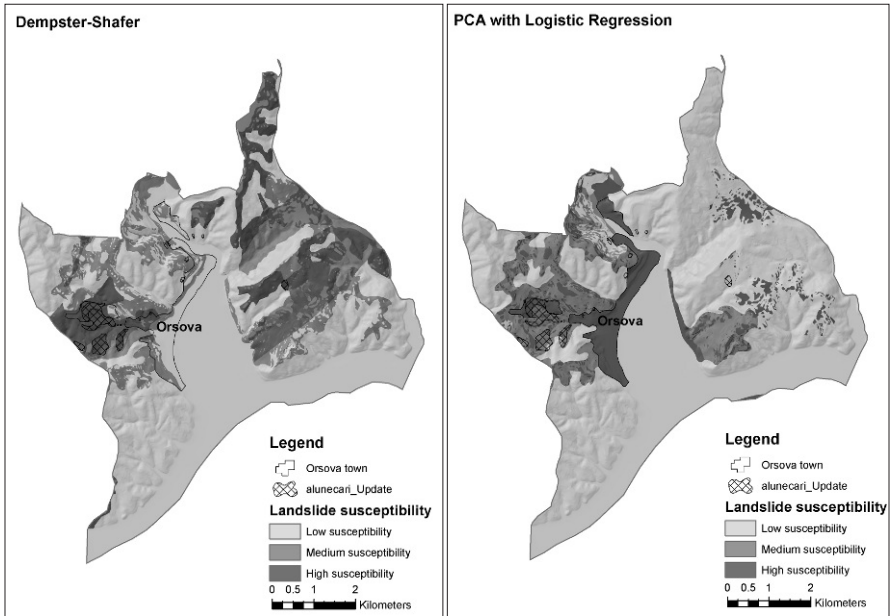 Dempster-Shafer
Orsova
Legend
Orsova town
alunecari_Update
Landslide susceptibility
Low susceptibility
Medium susceptibility
High susceptibility
0 0.5 1 2
Kilometers
PCA with Logistic Regression
Orsova
Legend
Orsova town
alunecari_Update
Landslide susceptibility
Low susceptibility
Medium susceptibility
High susceptibility
0 0.5 1 2
Kilometers